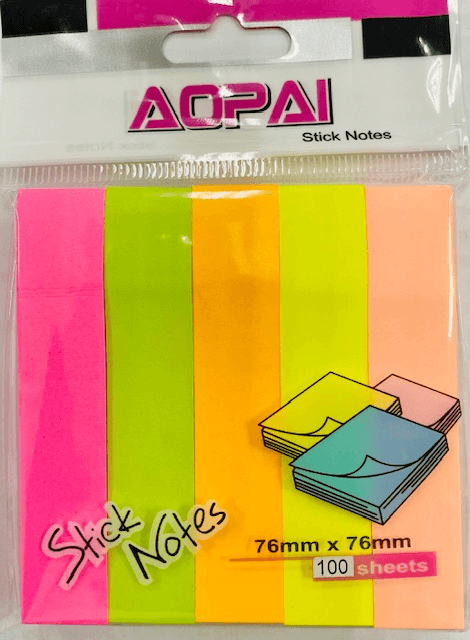 AOPAI
Stick Notes
Stick
Notes
76mm x 76mm
100 sheets